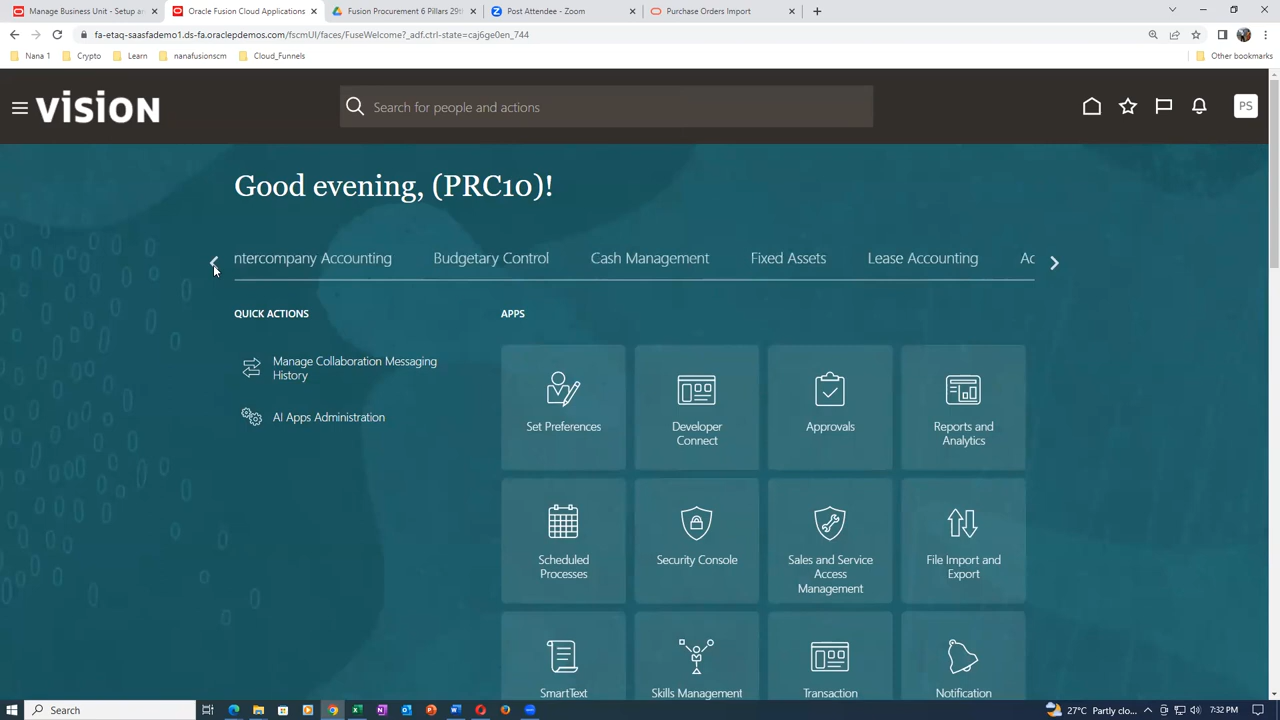 Manage Business Unit - Setup ar
Oracle Fusion Cloud Applications
Fusion Procurement 6 Pillars 29t
Post Attendee - Zoom
Purchase Orders Import
fa-etaq-saasfademo1.ds-fa.oraclepdemos.com/fscmUI/faces/FuseWelcome?_adf.ctrl-state=caj6ge0en_744
Nana 1
Crypto
Learn
nanafusionscm
Cloud_Funnels
Other bookmarks
VISION
Search for people and actions
PS
Good evening, (PRC10)!
ntercompany Accounting
Budgetary Control
Cash Management
Fixed Assets
Lease Accounting
Ac
QUICK ACTIONS
APPS
Manage Collaboration Messaging
History
AI Apps Administration
Set Preferences
Developer
Connect
Approvals
Reports and
Analytics
Scheduled
Processes
Security Console
Sales and Service
Access
Management
File Import and
Export
SmartText
Skills Management
Transaction
Notification
Search
27°C Partly clo...
7:32 PM